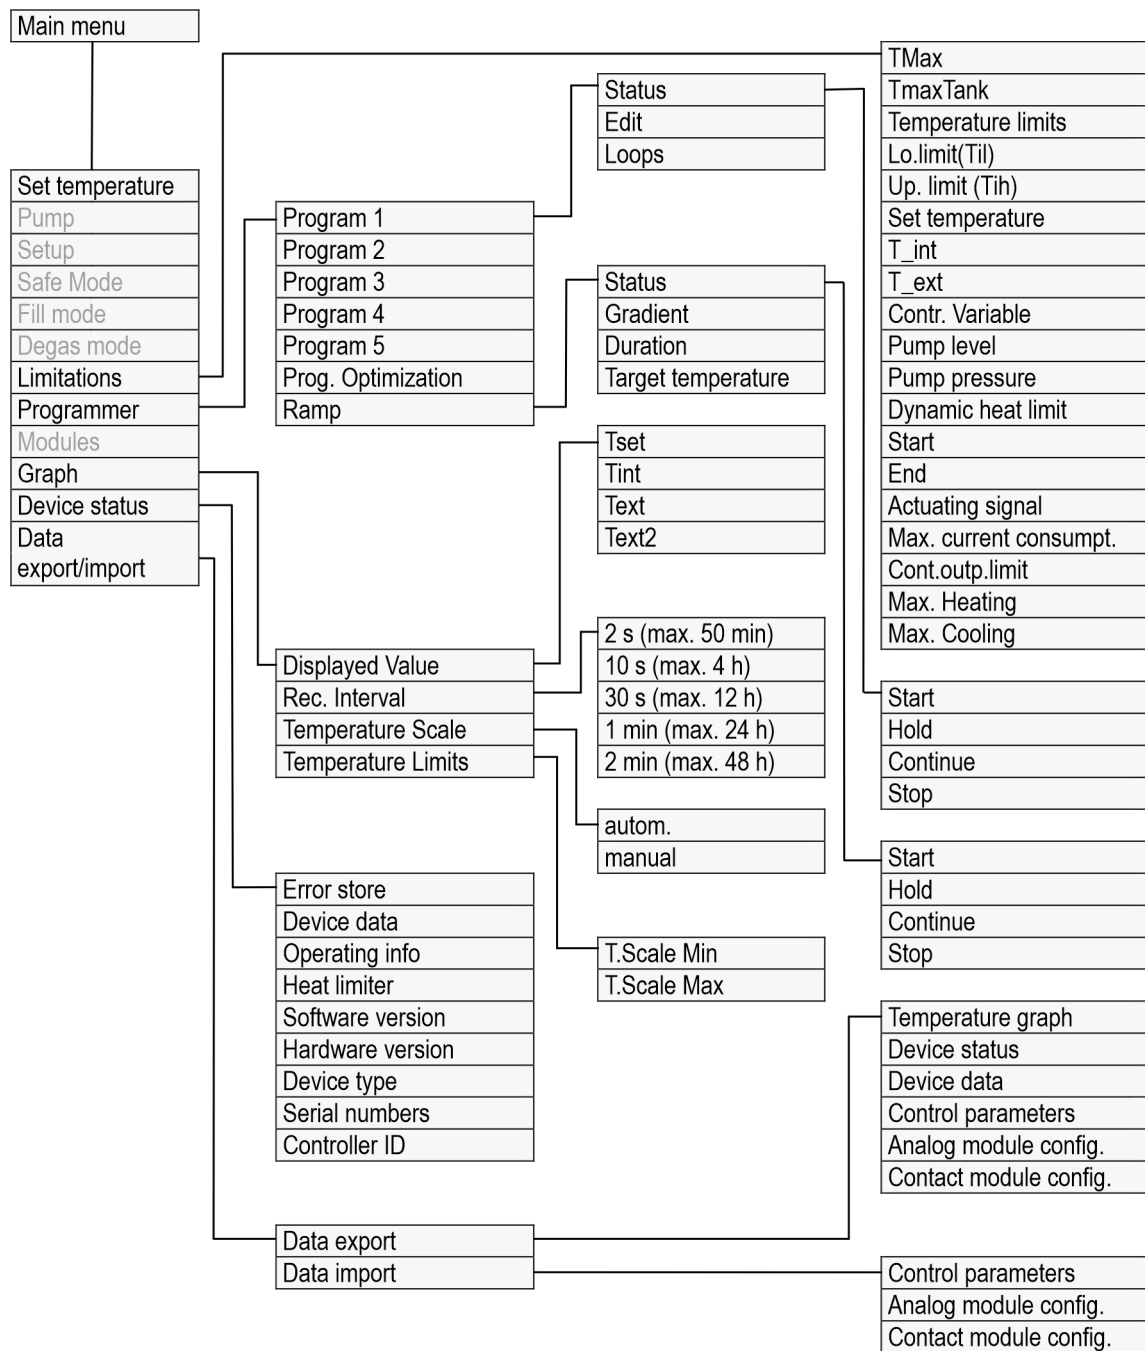 Main menu
Set temperature
Pump
Setup
Safe Mode
Fill mode
Degas mode
Limitations
Programmer
Modules
Graph
Device status
Data
export/import
Program 1
Program 2
Program 3
Program 4
Program 5
Prog. Optimization
Ramp
Displayed Value
Rec. Interval
Temperature Scale
Temperature Limits
Error store
Device data
Operating info
Heat limiter
Software version
Hardware version
Device type
Serial numbers
Controller ID
Data export
Data import
Status
Edit
Loops
Status
Gradient
Duration
Target temperature
Tset
Tint
Text
Text2
2 s (max. 50 min)
10 s (max. 4 h)
30 s (max. 12 h)
1 min (max. 24 h)
2 min (max. 48 h)
autom.
manual
T.Scale Min
T.Scale Max
TMax
TmaxTank
Temperature limits
Lo.limit(Til)
Up. limit (Tih)
Set temperature
T_int
T_ext
Contr. Variable
Pump level
Pump pressure
Dynamic heat limit
Start
End
Actuating signal
Max. current consumpt.
Cont.outp.limit
Max. Heating
Max. Cooling
Start
Hold
Continue
Stop
Start
Hold
Continue
Stop
Temperature graph
Device status
Device data
Control parameters
Analog module config.
Contact module config.
Control parameters
Analog module config.
Contact module config.